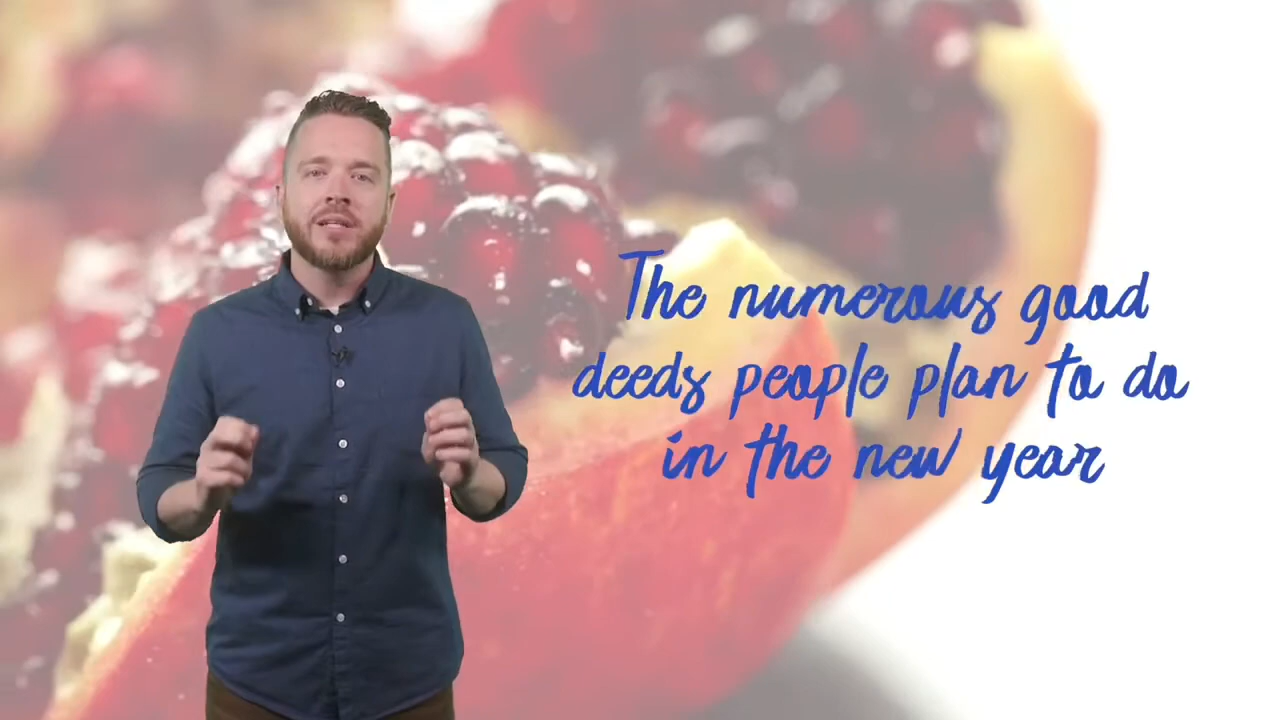 The numerous good
deeds people plan to do
in the new year